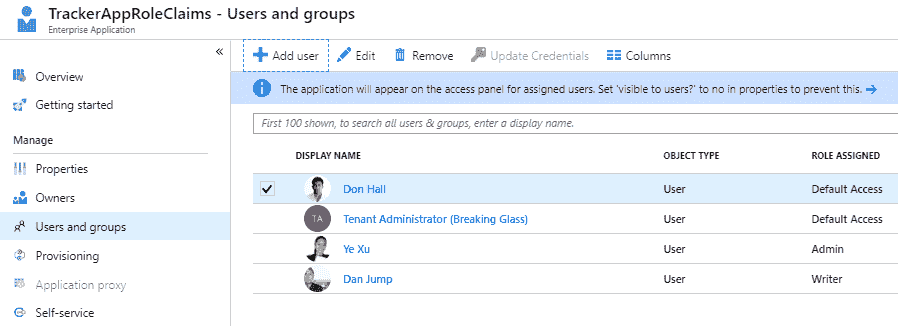 TrackerAppRoleClaims - Users and groups
Enterprise Application
«
Overview
Getting started
Manage
Properties
Owners
Users and groups
Provisioning
Application proxy
Self-service
Add user Edit Remove Update Credentials Columns
The application will appear on the access panel for assigned users. Set 'visible to users?' to no in properties to prevent this. →
First 100 shown, to search all users & groups, enter a display name.
DISPLAY NAME OBJECT TYPE ROLE ASSIGNED
Don Hall User Default Access
TA Tenant Administrator (Breaking Glass) User Default Access
Ye Xu User Admin
Dan Jump User Writer